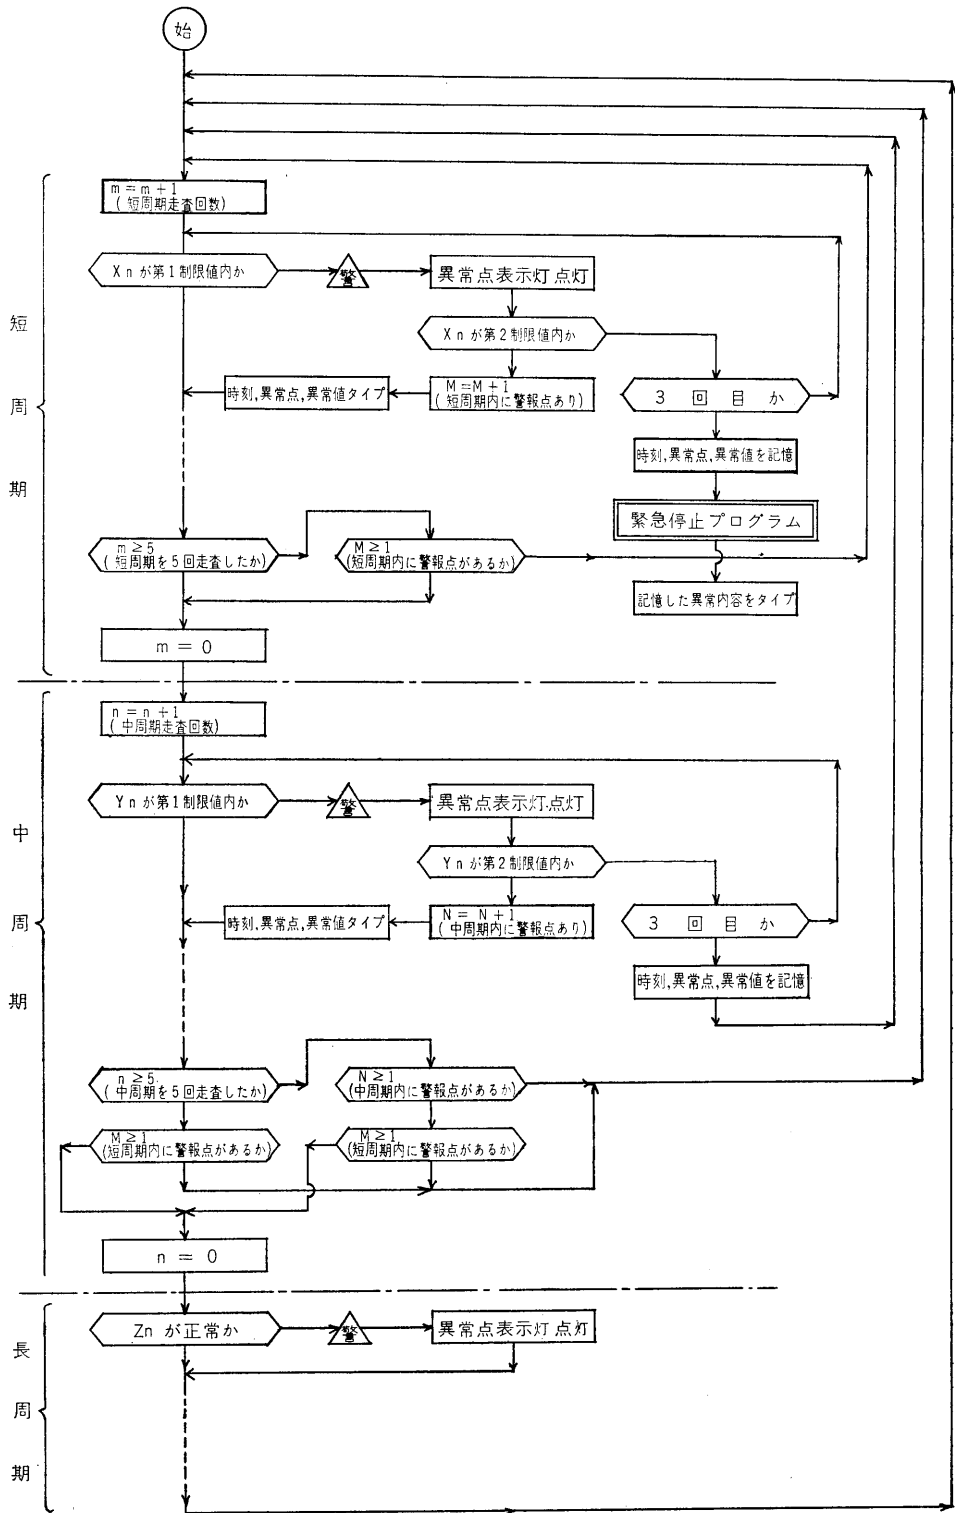 始
m = m + 1
(短周期走査回数)
Xnが第1制限値内か
警
異常点表示灯点灯
Xnが第2制限値内か
M = M + 1
(短周期内に警報点あり)
時刻,異常点,異常値タイプ
3回目か
時刻,異常点,異常値を記憶
緊急停止プログラム
記憶した異常内容をタイプ
m ≥ 5
(短周期を5回走査したか)
M ≥ 1
(短周期内に警報点があるか)
m = 0
短周期
n = n + 1
(中周期走査回数)
Ynが第1制限値内か
警
異常点表示灯点灯
Ynが第2制限値内か
N = N + 1
(中周期内に警報点あり)
時刻,異常点,異常値タイプ
3回目か
時刻,異常点,異常値を記憶
n ≥ 5
(中周期を5回走査したか)
N ≥ 1
(中周期内に警報点があるか)
M ≥ 1
(短周期内に警報点があるか)
M ≥ 1
(短周期内に警報点があるか)
n = 0
中周期
Znが正常か
警
異常点表示灯点灯
長周期